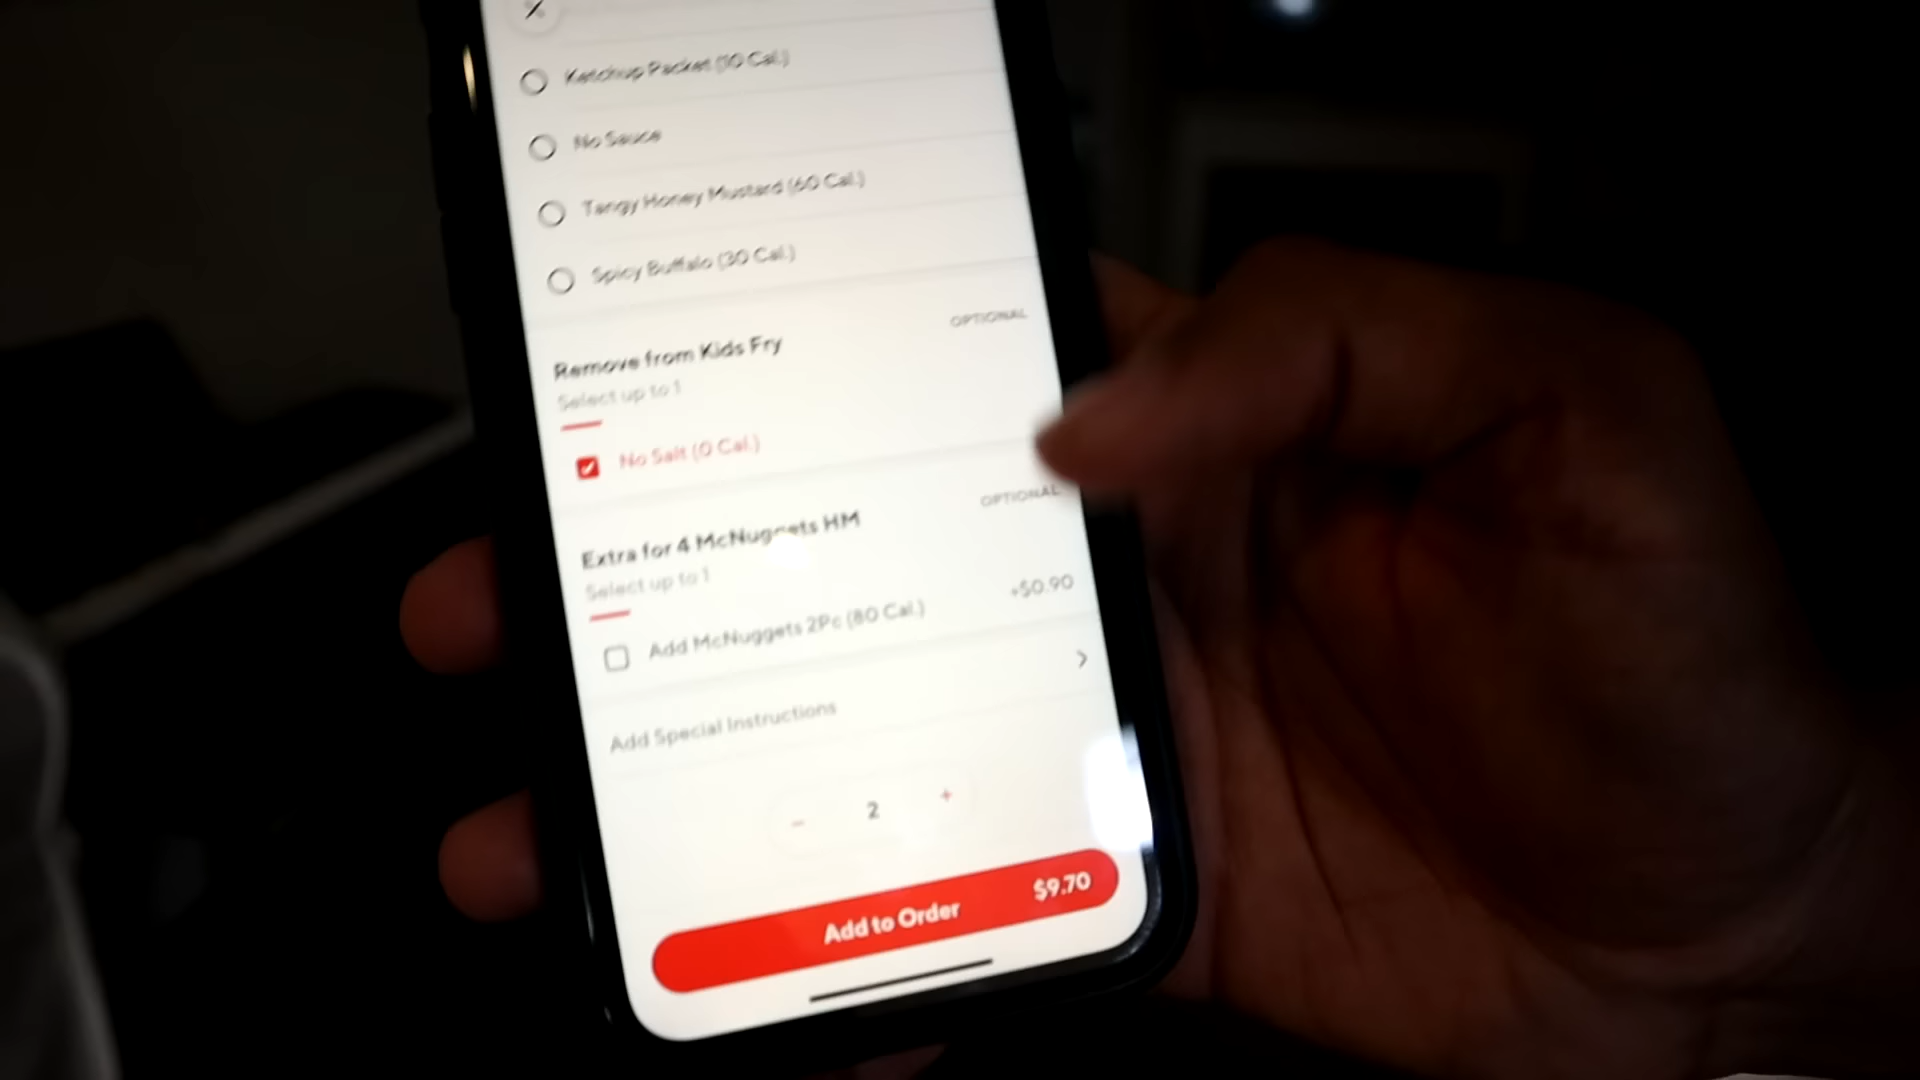 Ketchup Packet (10 Cal.)
No Sauce
Tangy Honey Mustard (60 Cal.)
Spicy Buffalo (30 Cal.)
OPTIONAL
Remove from Kids Fry
Select up to 1
No Salt (0 Cal.)
OPTIONAL
Extra for 4 McNuggets HM
Select up to 1
Add McNuggets 2Pc (80 Cal.) +$0.90
Add Special Instructions
- 2 +
Add to Order $9.70